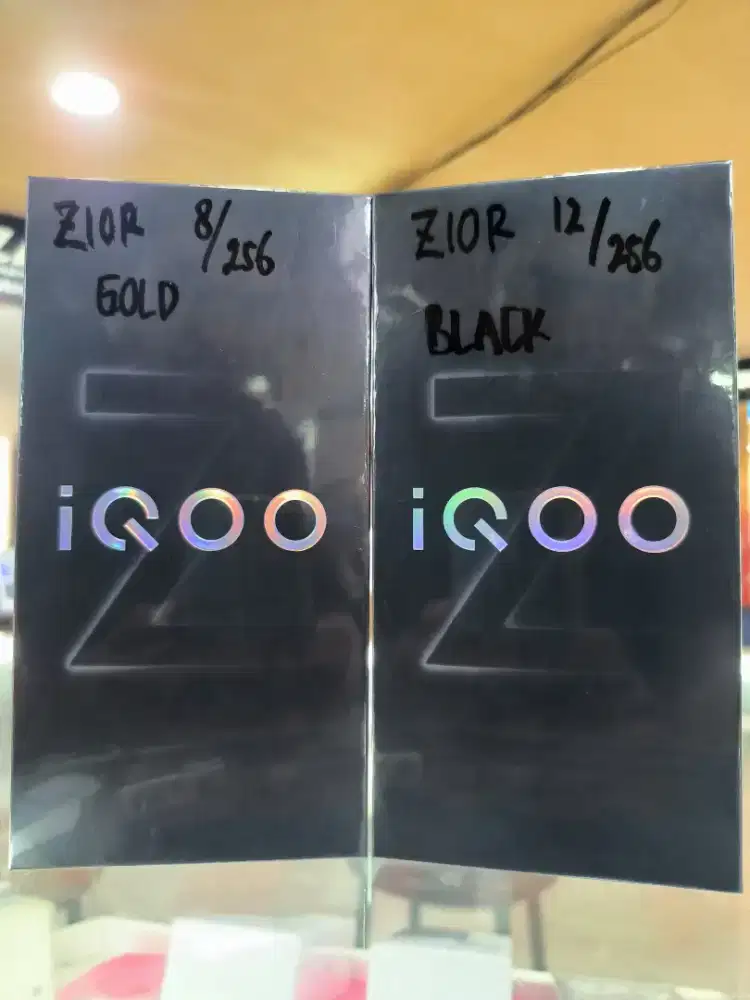 Z10R 8/256
GOLD
iQOO
Z10R 12/256
BLACK
iQOO